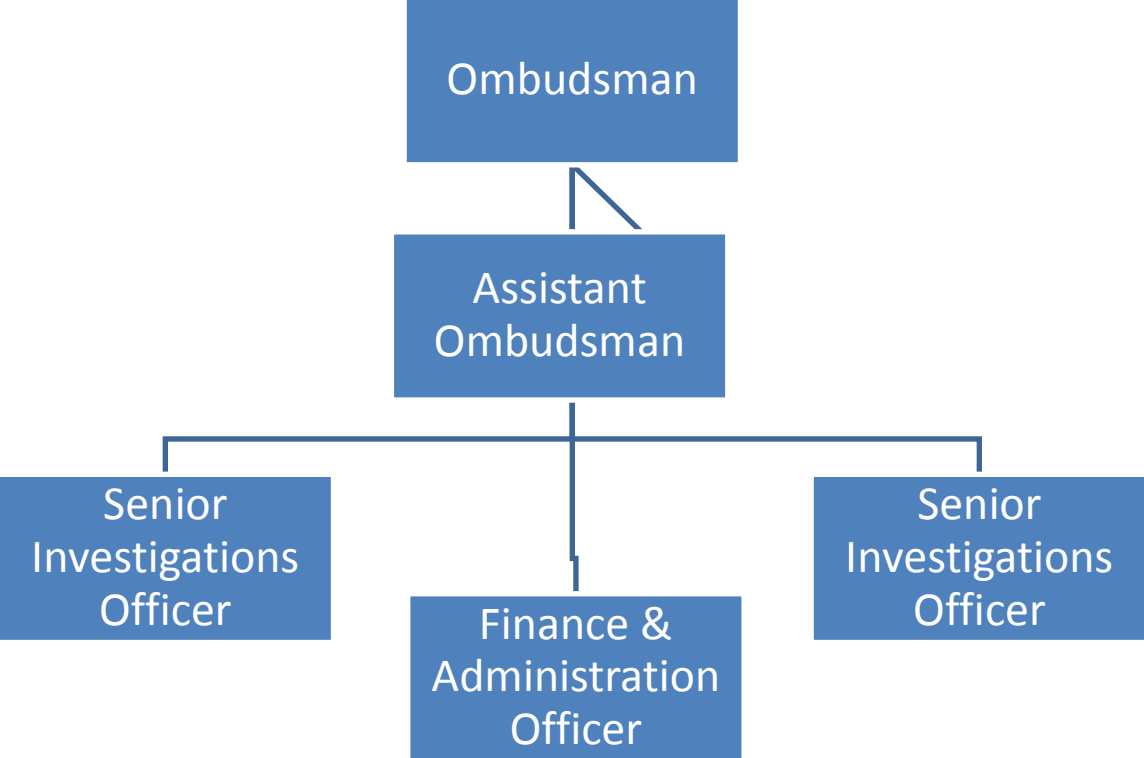 Ombudsman
Assistant
Ombudsman
Senior
Investigations
Officer
Senior
Investigations
Officer
Finance &
Administration
Officer